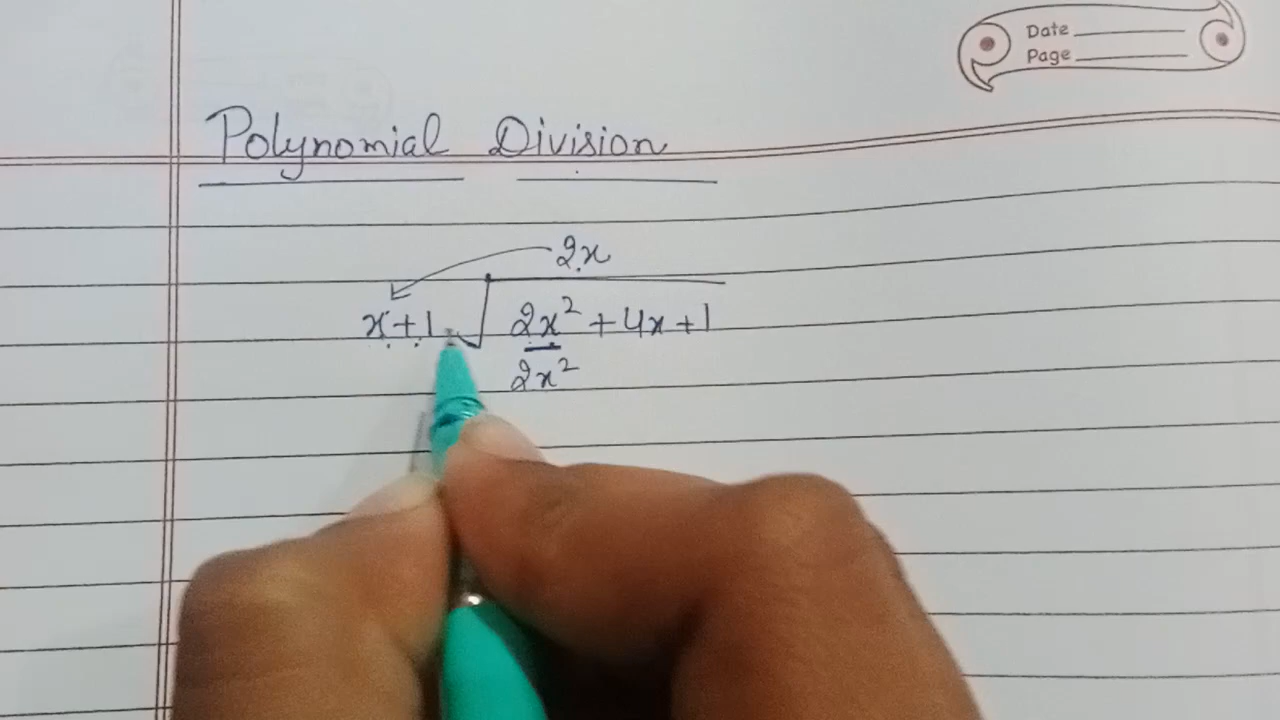 Date
Page
Polynomial Division
2x
x+1 √ 2x² + 4x + 1
2x²